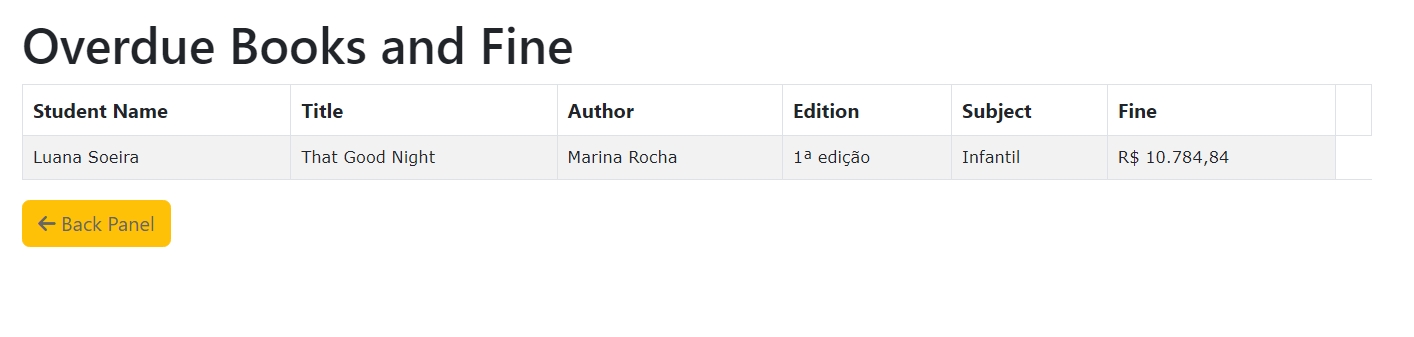 Overdue Books and Fine
Student Name Title Author Edition Subject Fine
Luana Soeira That Good Night Marina Rocha 1ª edição Infantil R$ 10.784,84
← Back Panel